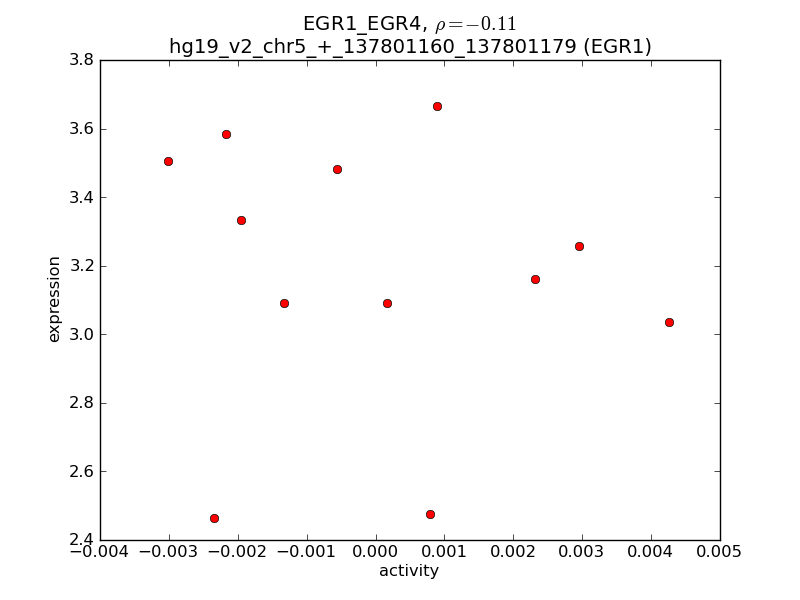 EGR1_EGR4, ρ=−0.11
hg19_v2_chr5_+_137801160_137801179 (EGR1)
3.8
3.6
3.4
3.2
3.0
2.8
2.6
2.4
expression
−0.004 −0.003 −0.002 −0.001 0.000 0.001 0.002 0.003 0.004 0.005
activity